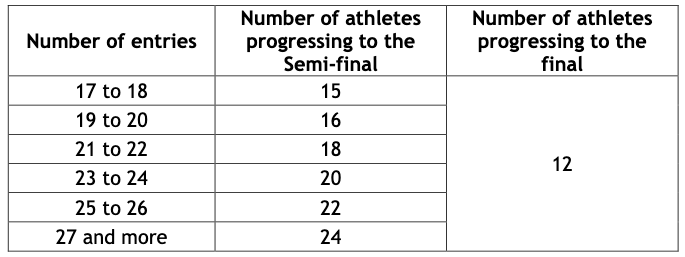 Number of entries
Number of athletes
progressing to the
Semi-final
Number of athletes
progressing to the
final
17 to 18 15
19 to 20 16
21 to 22 18
23 to 24 20
25 to 26 22
27 and more 24
12